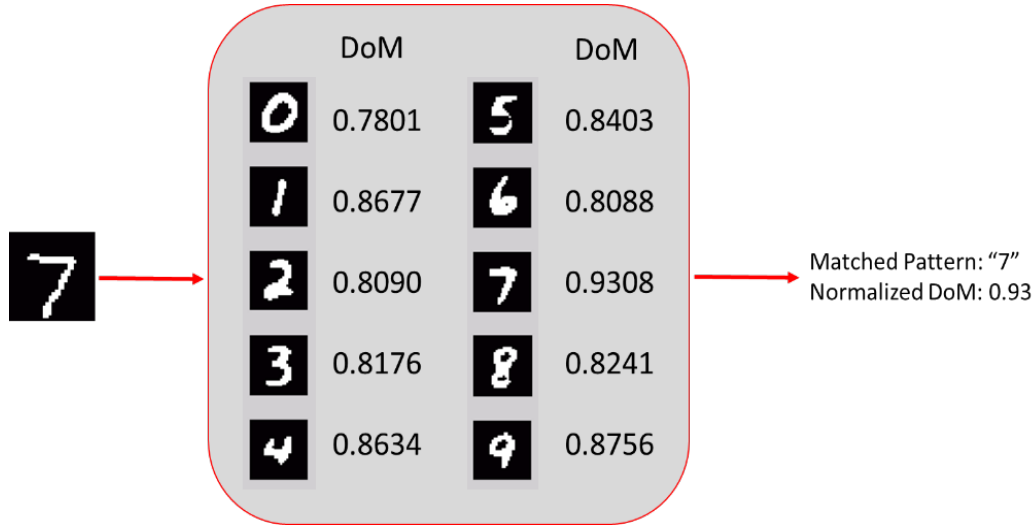 DoM DoM
0 0.7801 5 0.8403
1 0.8677 6 0.8088
7 2 0.8090 7 0.9308 Matched Pattern: “7”
Normalized DoM: 0.93
3 0.8176 8 0.8241
4 0.8634 9 0.8756